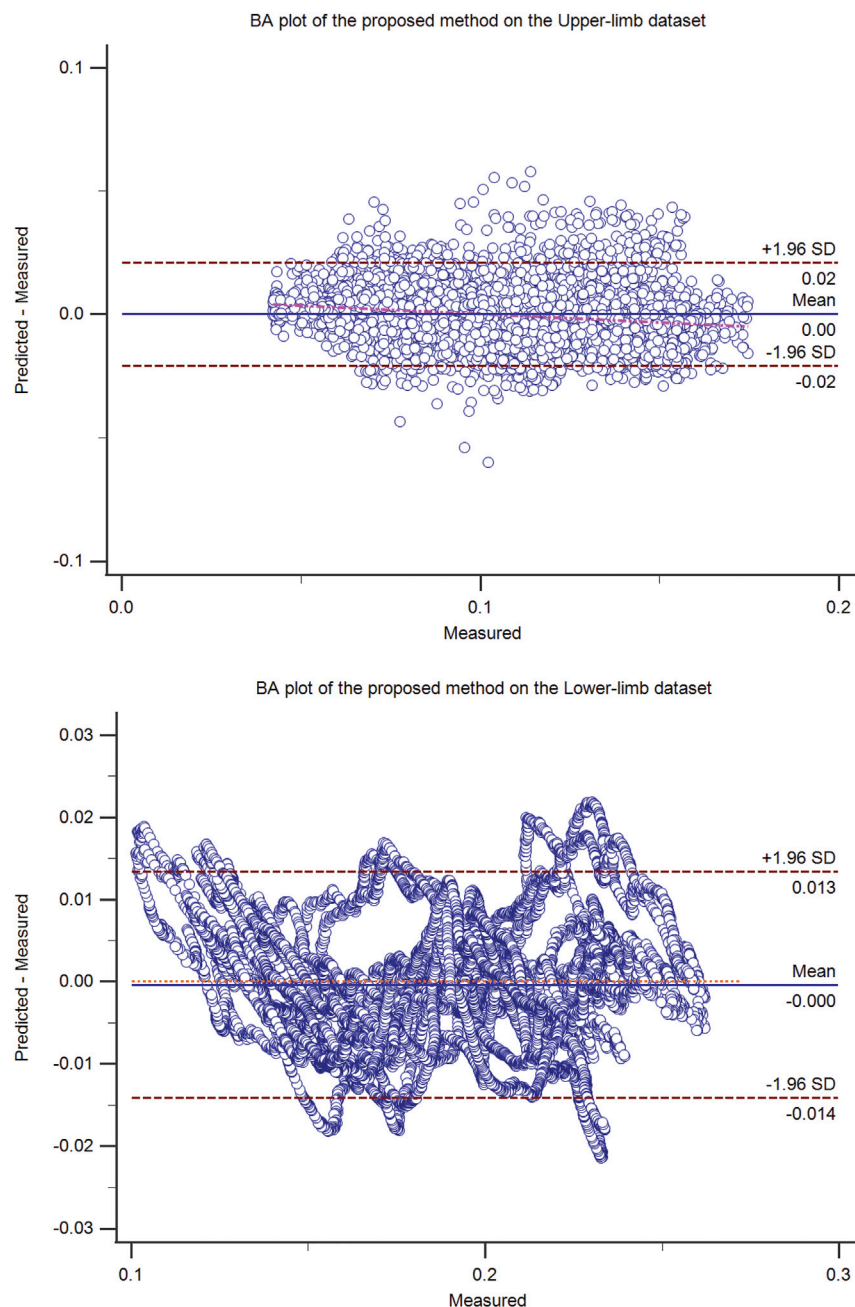 BA plot of the proposed method on the Upper-limb dataset
0.1
+1.96 SD
0.02
Mean
0.0
0.00
-1.96 SD
-0.02
-0.1
Predicted - Measured
0.0 0.1 0.2
Measured
BA plot of the proposed method on the Lower-limb dataset
0.03
0.02
+1.96 SD
0.013
0.01
Mean
0.00
-0.000
-0.01
-1.96 SD
-0.014
-0.02
-0.03
Predicted - Measured
0.1 0.2 0.3
Measured